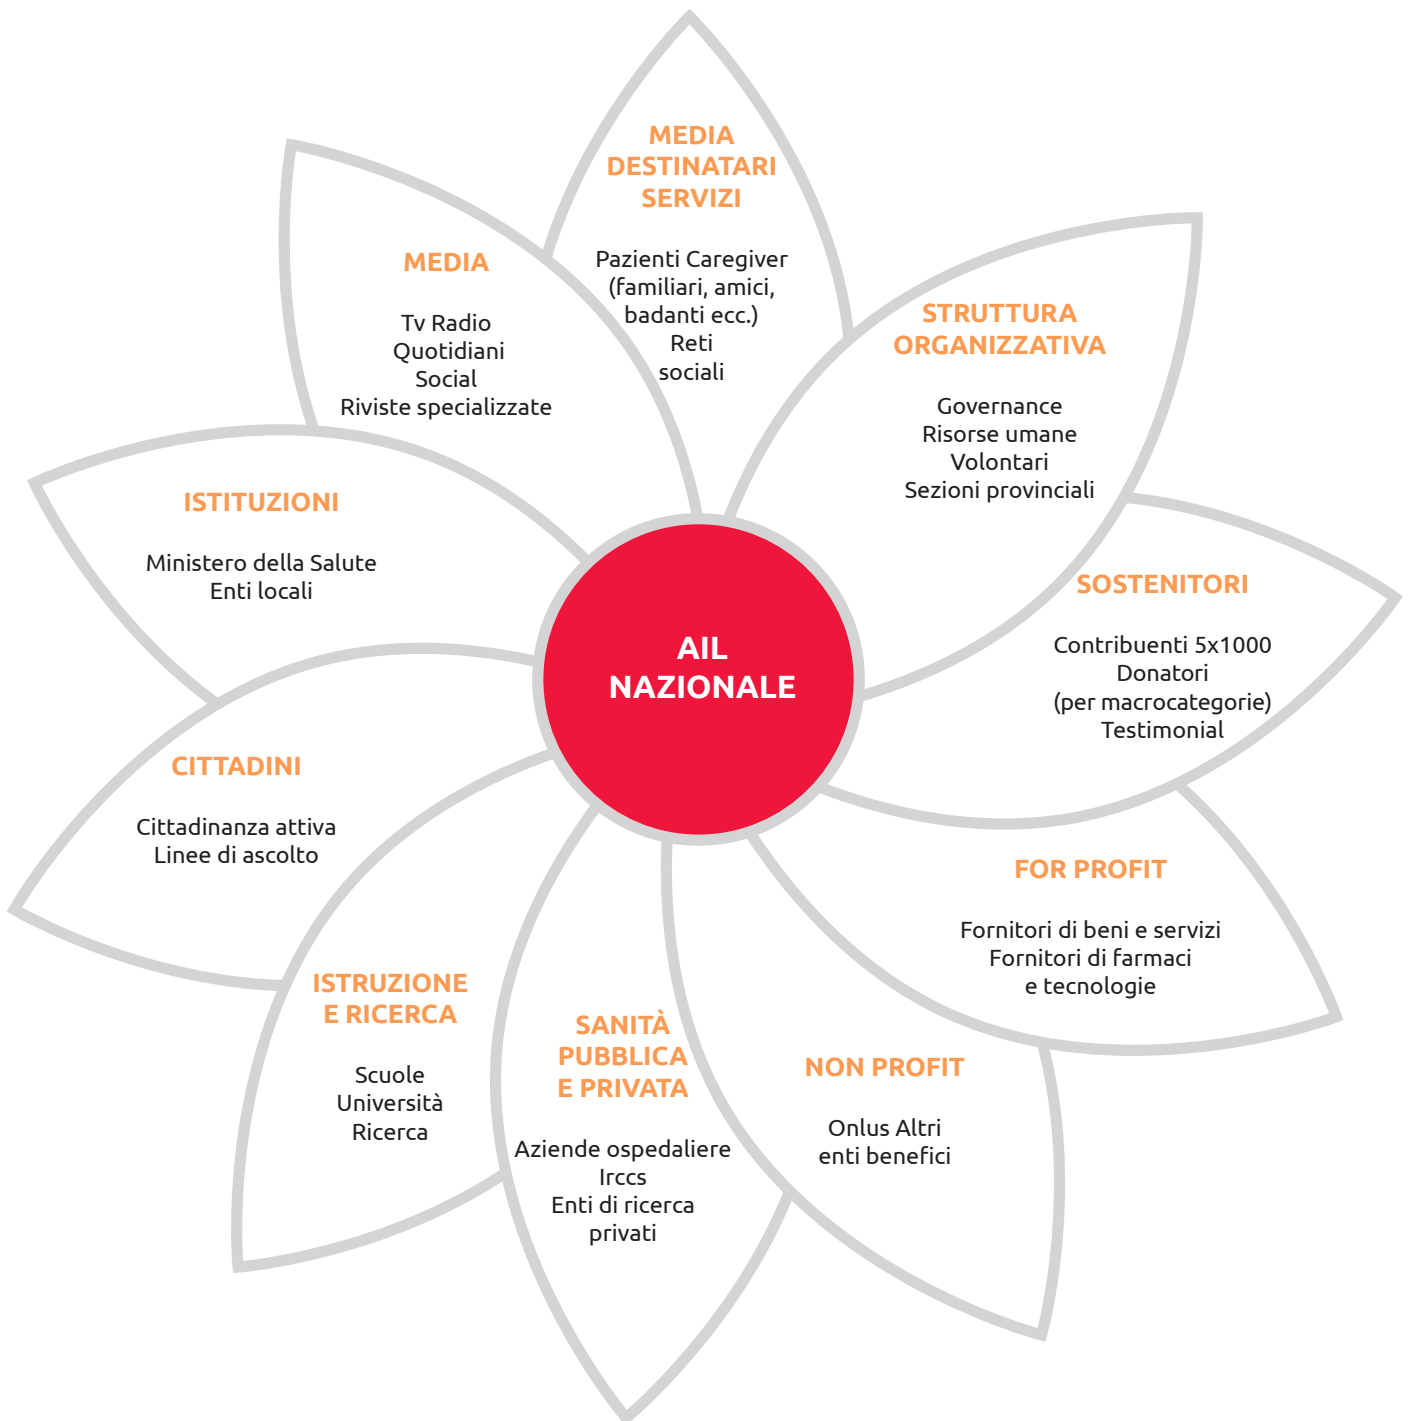 MEDIA
DESTINATARI
SERVIZI
Pazienti Caregiver
(familiari, amici,
badanti ecc.)
Reti
sociali
STRUTTURA
ORGANIZZATIVA
Governance
Risorse umane
Volontari
Sezioni provinciali
SOSTENITORI
Contribuenti 5x1000
Donatori
(per macrocategorie)
Testimonial
FOR PROFIT
Fornitori di beni e servizi
Fornitori di farmaci
e tecnologie
NON PROFIT
Onlus Altri
enti benefici
SANITÀ
PUBBLICA
E PRIVATA
Aziende ospedaliere
Irccs
Enti di ricerca
privati
ISTRUZIONE
E RICERCA
Scuole
Università
Ricerca
CITTADINI
Cittadinanza attiva
Linee di ascolto
ISTITUZIONI
Ministero della Salute
Enti locali
MEDIA
Tv Radio
Quotidiani
Social
Riviste specializzate
AIL
NAZIONALE